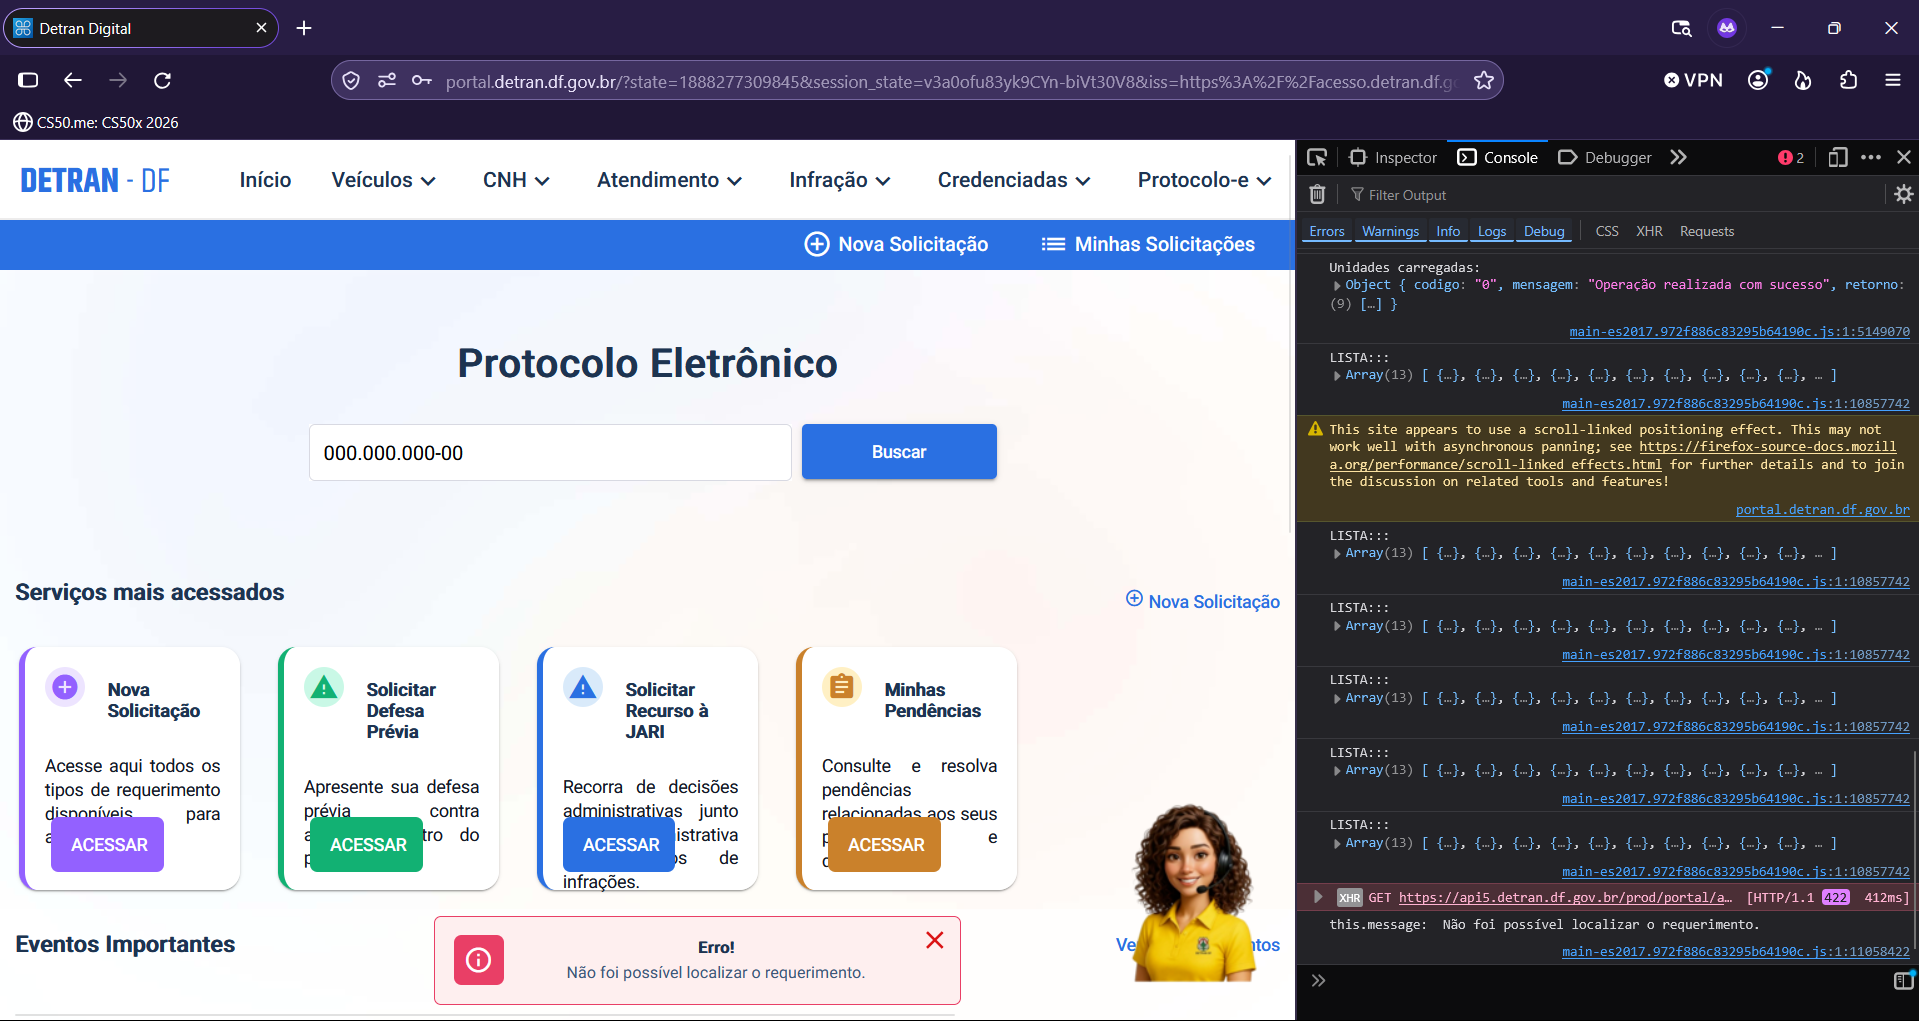 Detran Digital
portal.detran.df.gov.br/?state=1888277309845&session_state=v3a0ofu83yk9CYn-biVt30V8&iss=https%3A%2F%2Facesso.detran.df.go
VPN
CS50.me: CS50x 2026
DETRAN - DF
Início
Veículos
CNH
Atendimento
Infração
Credenciadas
Protocolo-e
Nova Solicitação
Minhas Solicitações
Protocolo Eletrônico
000.000.000-00
Buscar
Serviços mais acessados
Nova Solicitação
Nova
Solicitação
Acesse aqui todos os
tipos de requerimento
disponíveis para
ACESSAR
Solicitar
Defesa
Prévia
Apresente sua defesa
prévia contra
ACESSAR
do
Solicitar
Recurso à
JARI
Recorra de decisões
administrativas junto
ACESSAR
de
infrações.
Minhas
Pendências
Consulte e resolva
pendências
relacionadas aos seus
e
ACESSAR
Eventos Importantes
Erro!
Não foi possível localizar o requerimento.
Inspector
Console
Debugger
2
Filter Output
Errors
Warnings
Info
Logs
Debug
CSS
XHR
Requests
Unidades carregadas:
Object { codigo: "0", mensagem: "Operação realizada com sucesso", retorno:
(9) […] }
main-es2017.972f886c83295b64190c.js:1:5149070
LISTA:::
Array(13) [ {…}, {…}, {…}, {…}, {…}, {…}, {…}, {…}, {…}, {…}, … ]
main-es2017.972f886c83295b64190c.js:1:10857742
This site appears to use a scroll-linked positioning effect. This may not
work well with asynchronous panning; see https://firefox-source-docs.mozill
a.org/performance/scroll-linked_effects.html for further details and to join
the discussion on related tools and features!
portal.detran.df.gov.br
LISTA:::
Array(13) [ {…}, {…}, {…}, {…}, {…}, {…}, {…}, {…}, {…}, {…}, … ]
main-es2017.972f886c83295b64190c.js:1:10857742
LISTA:::
Array(13) [ {…}, {…}, {…}, {…}, {…}, {…}, {…}, {…}, {…}, {…}, … ]
main-es2017.972f886c83295b64190c.js:1:10857742
LISTA:::
Array(13) [ {…}, {…}, {…}, {…}, {…}, {…}, {…}, {…}, {…}, {…}, … ]
main-es2017.972f886c83295b64190c.js:1:10857742
LISTA:::
Array(13) [ {…}, {…}, {…}, {…}, {…}, {…}, {…}, {…}, {…}, {…}, … ]
main-es2017.972f886c83295b64190c.js:1:10857742
LISTA:::
Array(13) [ {…}, {…}, {…}, {…}, {…}, {…}, {…}, {…}, {…}, {…}, … ]
main-es2017.972f886c83295b64190c.js:1:10857742
XHR GET https://api5.detran.df.gov.br/prod/portal/a… [HTTP/1.1 422 412ms]
this.message: Não foi possível localizar o requerimento.
main-es2017.972f886c83295b64190c.js:1:11058422